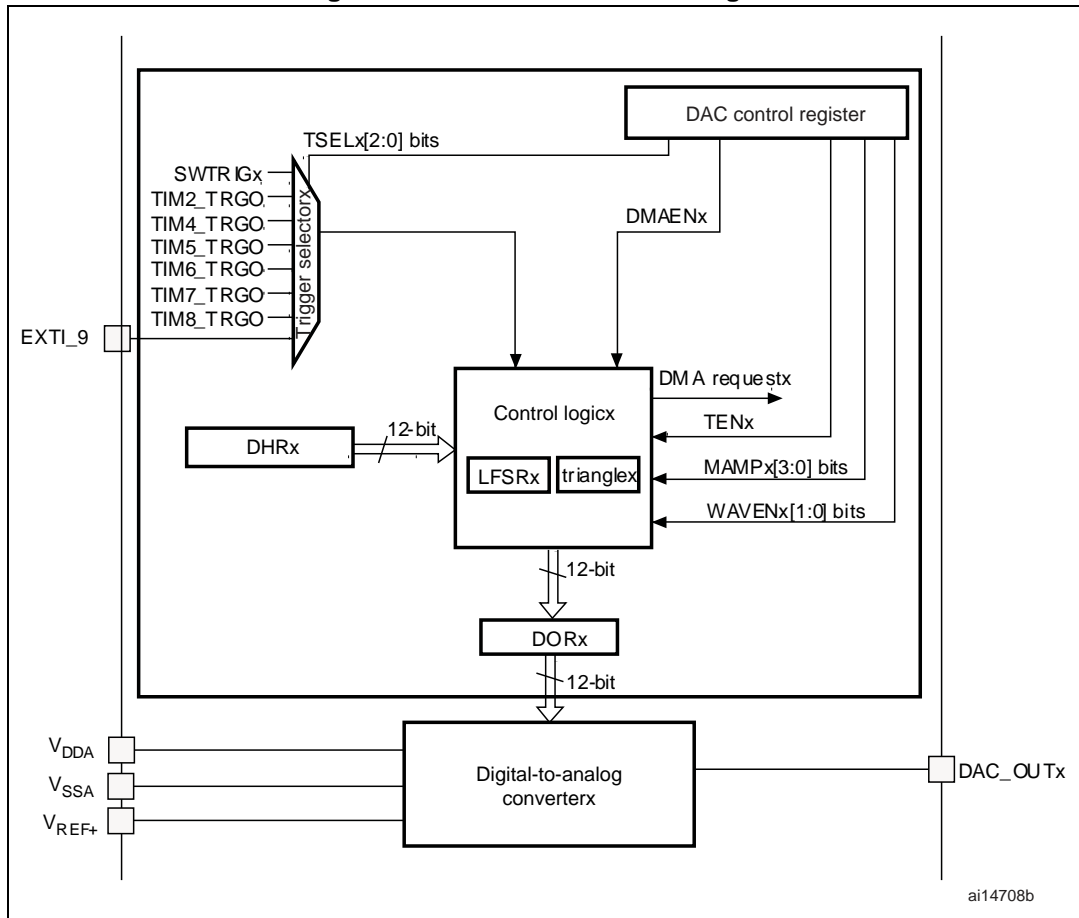 DAC control register
TSELx[2:0] bits
SWTRIGx
TIM2_TRGO
TIM4_TRGO
TIM5_TRGO
TIM6_TRGO
TIM7_TRGO
TIM8_TRGO
Trigger selectorx
DMAENx
EXTI_9
DMA requestx
Control logicx
TENx
12-bit
DHRx
LFSRx
trianglex
MAMPx[3:0] bits
WAVENx[1:0] bits
12-bit
DORx
12-bit
VDDA
VSSA
VREF+
Digital-to-analog
converterx
DAC_OUTx
ai14708b